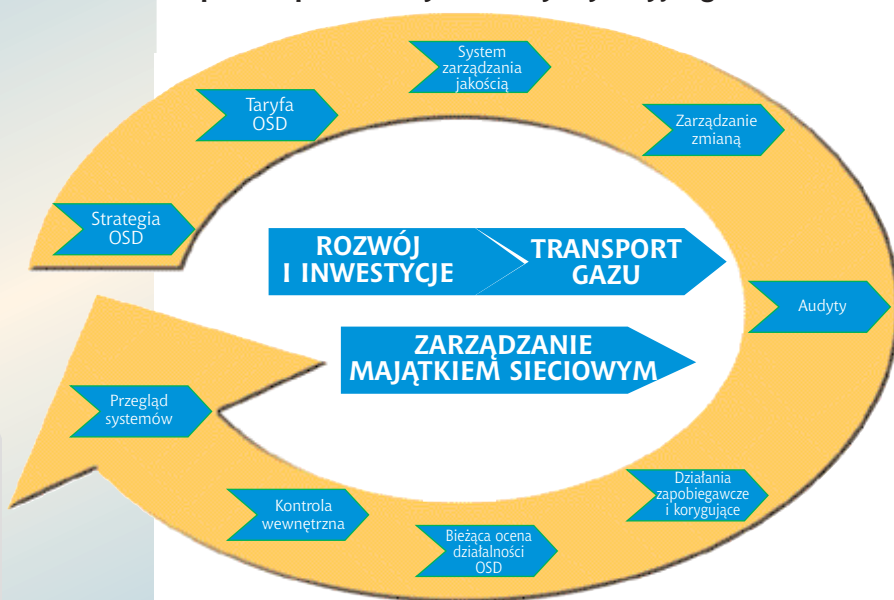 System
zarządzania
jakością
Taryfa
OSD
Zarządzanie
zmianą
Strategia
OSD
ROZWÓJ
I INWESTYCJE
TRANSPORT
GAZU
Audyty
ZARZĄDZANIE
MAJĄTKIEM SIECIOWYM
Przegląd
systemów
Działania
zapobiegawcze
i korygujące
Kontrola
wewnętrzna
Bieżąca ocena
działalności
OSD